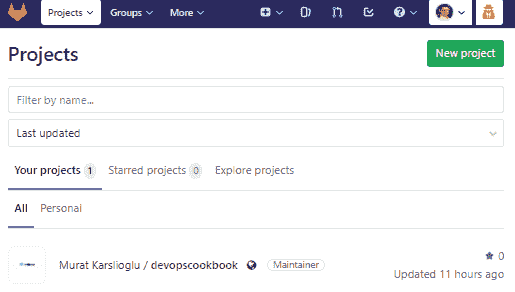 Projects Groups More
Projects
New project
Filter by name...
Last updated
Your projects 1 Starred projects 0 Explore projects
All Personal
Murat Karslioglu / devopscookbook Maintainer
0
Updated 11 hours ago